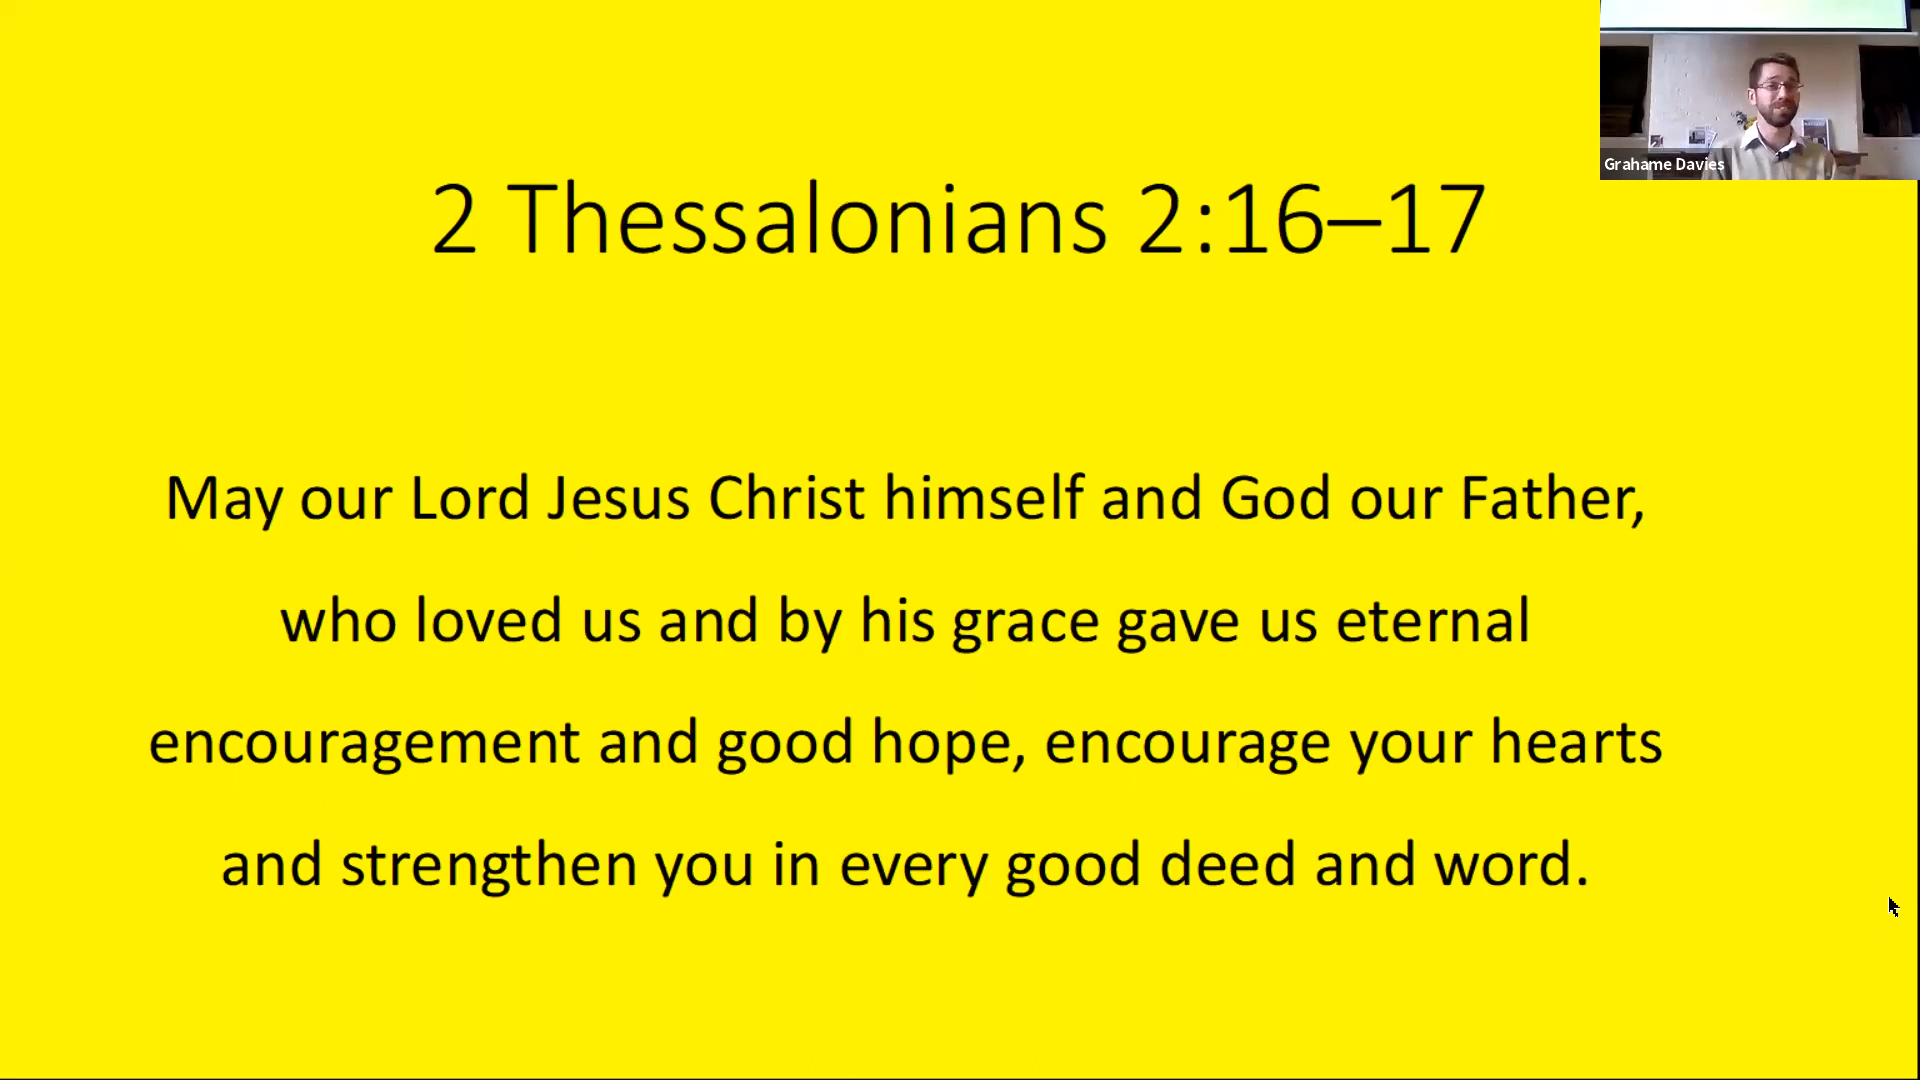 2 Thessalonians 2:16–17
Grahame Davies
May our Lord Jesus Christ himself and God our Father,
who loved us and by his grace gave us eternal
encouragement and good hope, encourage your hearts
and strengthen you in every good deed and word.